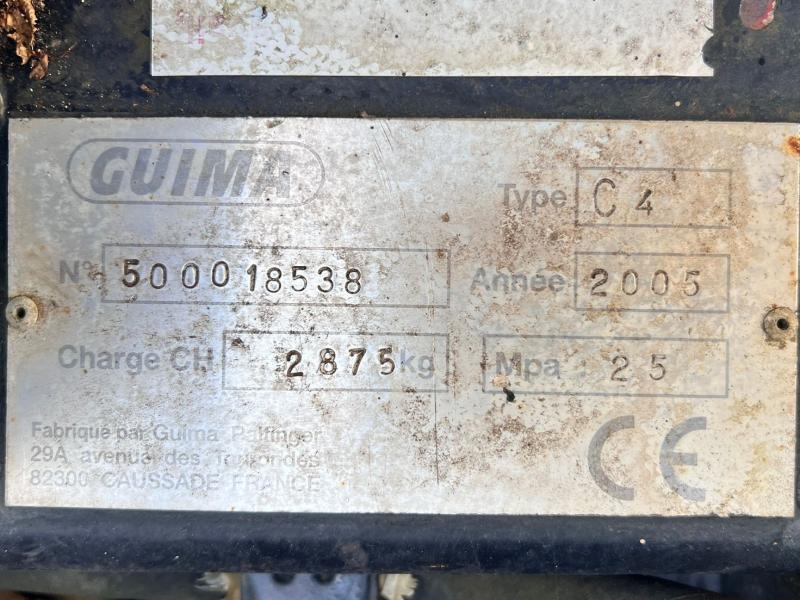 GUIMA
Type C 4
N° 500018538
Année 2005
Charge CH 2875 kg
Mpa 25
Fabrique par Guima Palfinger
29A avenue des
82300 CAUSSADE FRANCE
CE